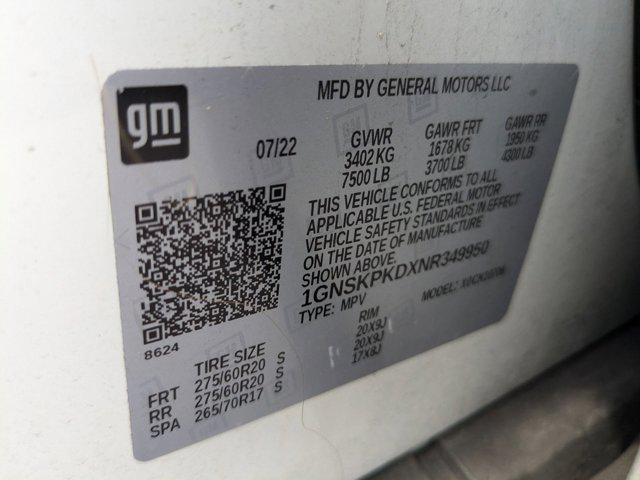 gm
MFD BY GENERAL MOTORS LLC
07/22
GVWR GAWR FRT GAWR RR
3402 KG 1678 KG 1950 KG
7500 LB 3700 LB 4300 LB
THIS VEHICLE CONFORMS TO ALL
APPLICABLE U.S. FEDERAL MOTOR
VEHICLE SAFETY STANDARDS IN EFFECT
ON THE DATE OF MANUFACTURE
SHOWN ABOVE.
1GNSKPKDXNR349950
TYPE: MPV MODEL:
8624
TIRE SIZE RIM
FRT 275/60R20 S 20X9J
RR 275/60R20 S 20X9J
SPA 265/70R17 S 17X8J